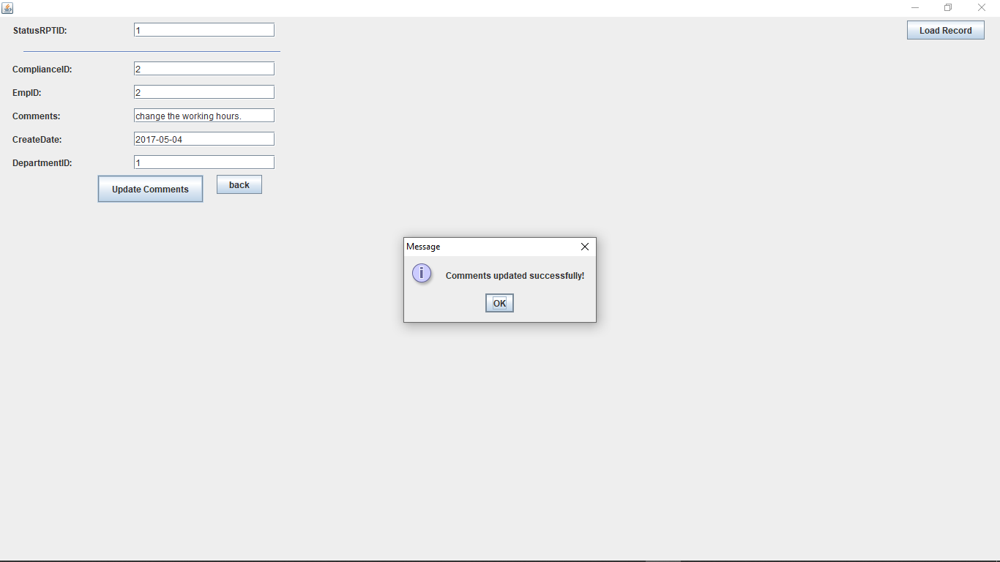 StatusRPTID: 1 Load Record
ComplianceID: 2
EmpID: 2
Comments: change the working hours.
CreateDate: 2017-05-04
DepartmentID: 1
Update Comments back
Message
i Comments updated successfully!
OK